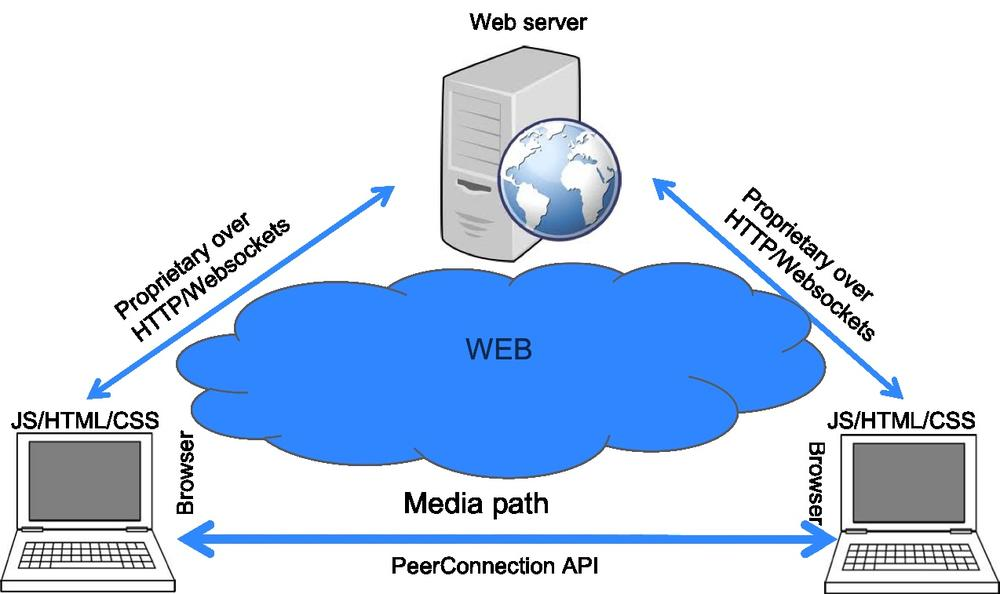 Web server
Proprietary over
HTTP/Websockets
Proprietary over
HTTP/Websockets
WEB
JS/HTML/CSS
JS/HTML/CSS
Browser
Browser
Media path
PeerConnection API